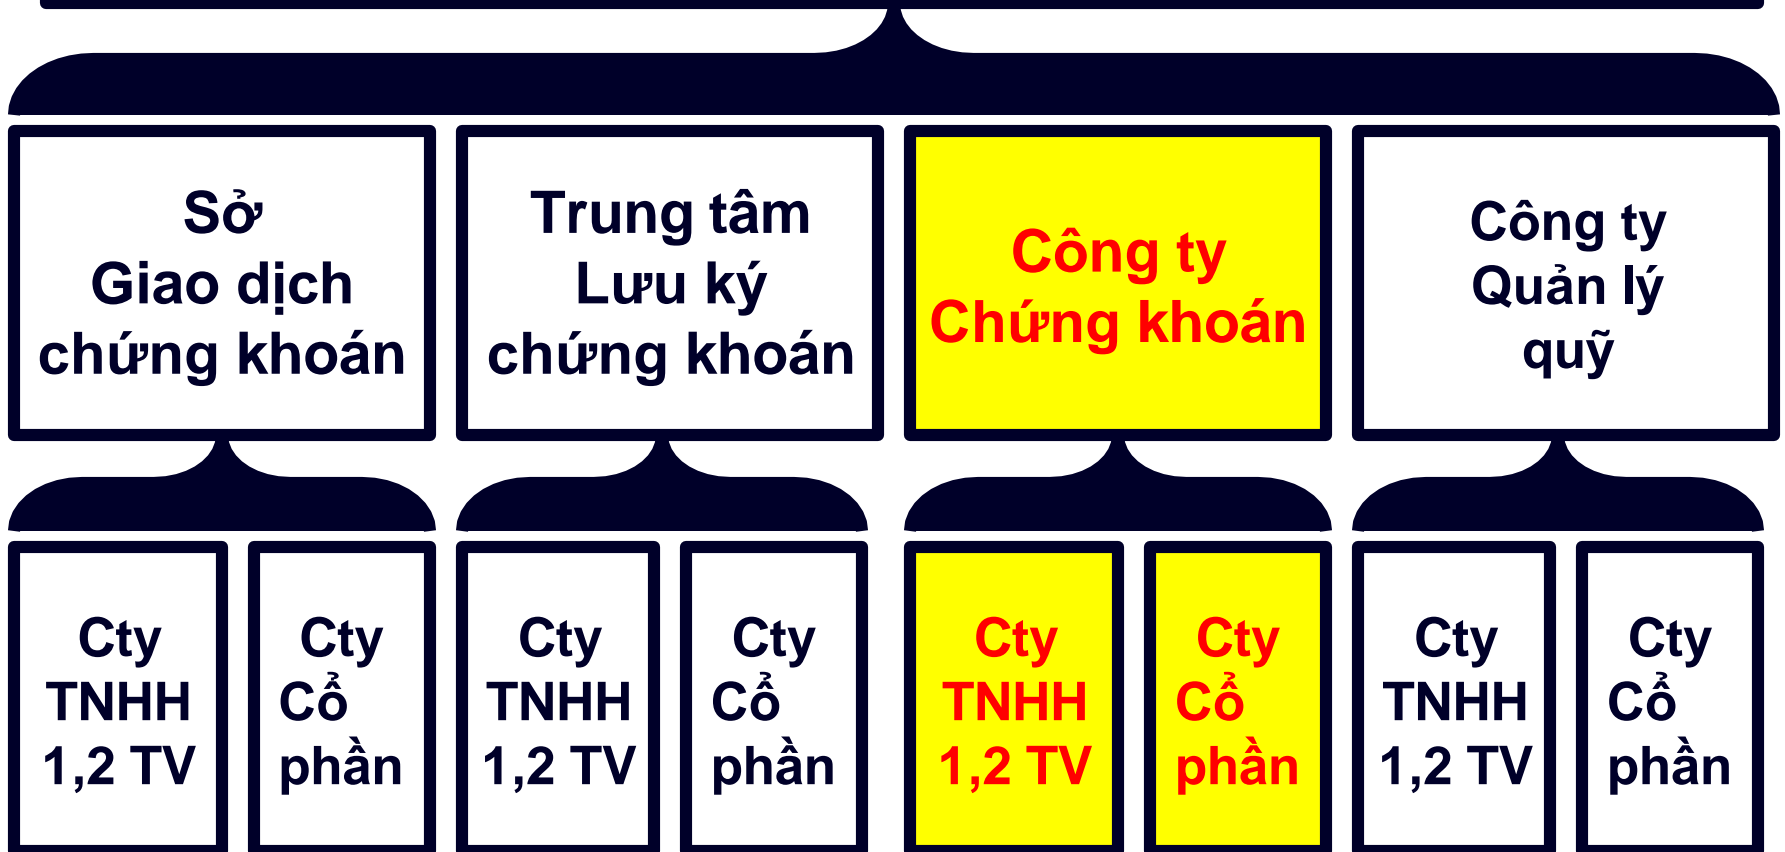 Sở
Giao dịch
chứng khoán
Trung tâm
Lưu ký
chứng khoán
Công ty
Chứng khoán
Công ty
Quản lý
quỹ
Cty
TNHH
1,2 TV
Cty
Cổ
phần
Cty
TNHH
1,2 TV
Cty
Cổ
phần
Cty
TNHH
1,2 TV
Cty
Cổ
phần
Cty
TNHH
1,2 TV
Cty
Cổ
phần